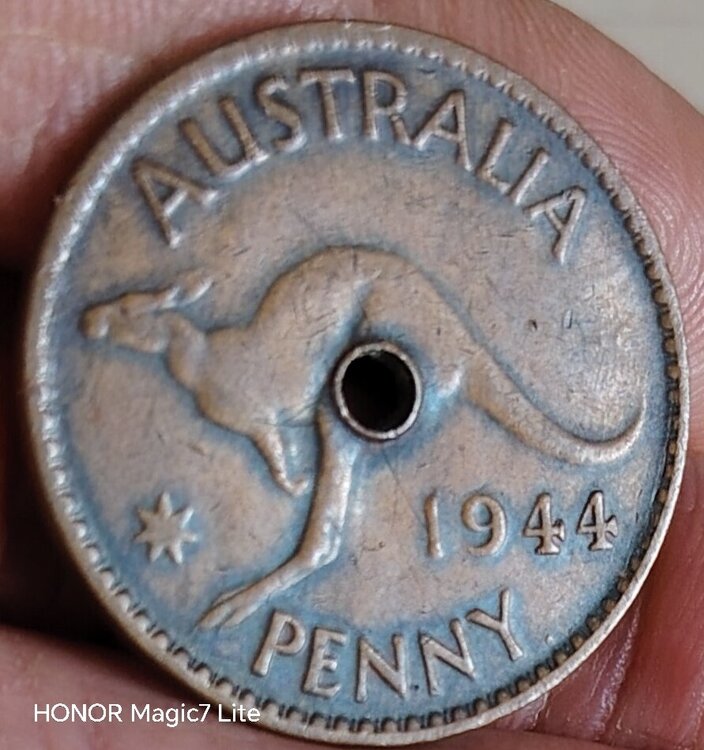 AUSTRALIA
1944
PENNY
HONOR Magic7 Lite